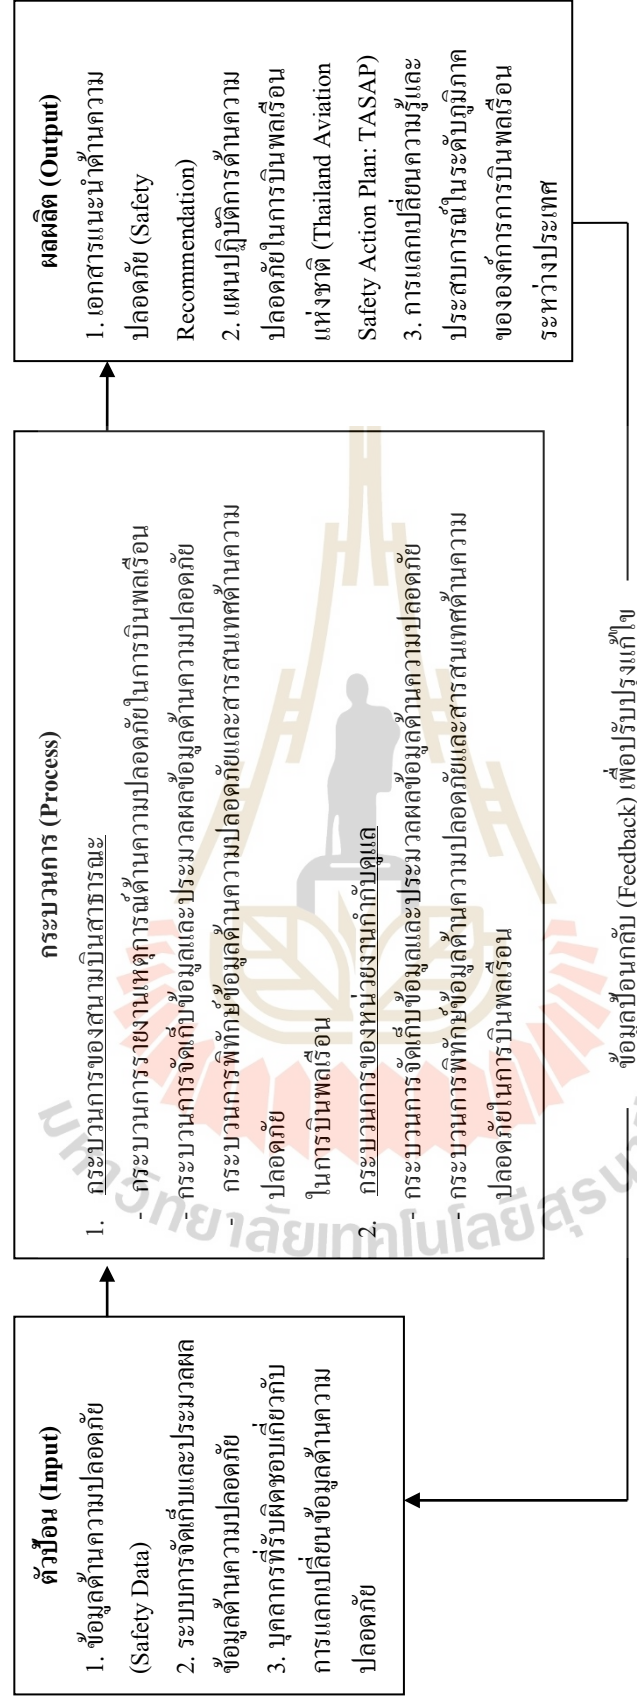 ตัวป้อน (Input)
1. ข้อมูลด้านความปลอดภัย
(Safety Data)
2. ระบบการจัดเก็บและประมวลผล
ข้อมูลด้านความปลอดภัย
3. บุคลากรที่รับผิดชอบเกี่ยวกับ
การแลกเปลี่ยนข้อมูลด้านความ
ปลอดภัย
กระบวนการ (Process)
1. กระบวนการของสนามบินสาธารณะ
- กระบวนการรายงานเหตุการณ์ด้านความปลอดภัยในการบินพลเรือน
- กระบวนการจัดเก็บข้อมูลและประมวลผลข้อมูลด้านความปลอดภัย
- กระบวนการพิทักษ์ข้อมูลด้านความปลอดภัยและสารสนเทศด้านความ
ปลอดภัย
ในการบินพลเรือน
2. กระบวนการของหน่วยงานกำกับดูแล
- กระบวนการจัดเก็บข้อมูลและประมวลผลข้อมูลด้านความปลอดภัย
- กระบวนการพิทักษ์ข้อมูลด้านความปลอดภัยและสารสนเทศด้านความ
ปลอดภัยในการบินพลเรือน
ผลผลิต (Output)
1. เอกสารแนะนำด้านความ
ปลอดภัย (Safety
Recommendation)
2. แผนปฏิบัติการด้านความ
ปลอดภัยในการบินพลเรือน
แห่งชาติ (Thailand Aviation
Safety Action Plan: TASAP)
3. การแลกเปลี่ยนความรู้และ
ประสบการณ์ในระดับภูมิภาค
ขององค์การการบินพลเรือน
ระหว่างประเทศ
ข้อมูลป้อนกลับ (Feedback) เพื่อปรับปรุงแก้ไข